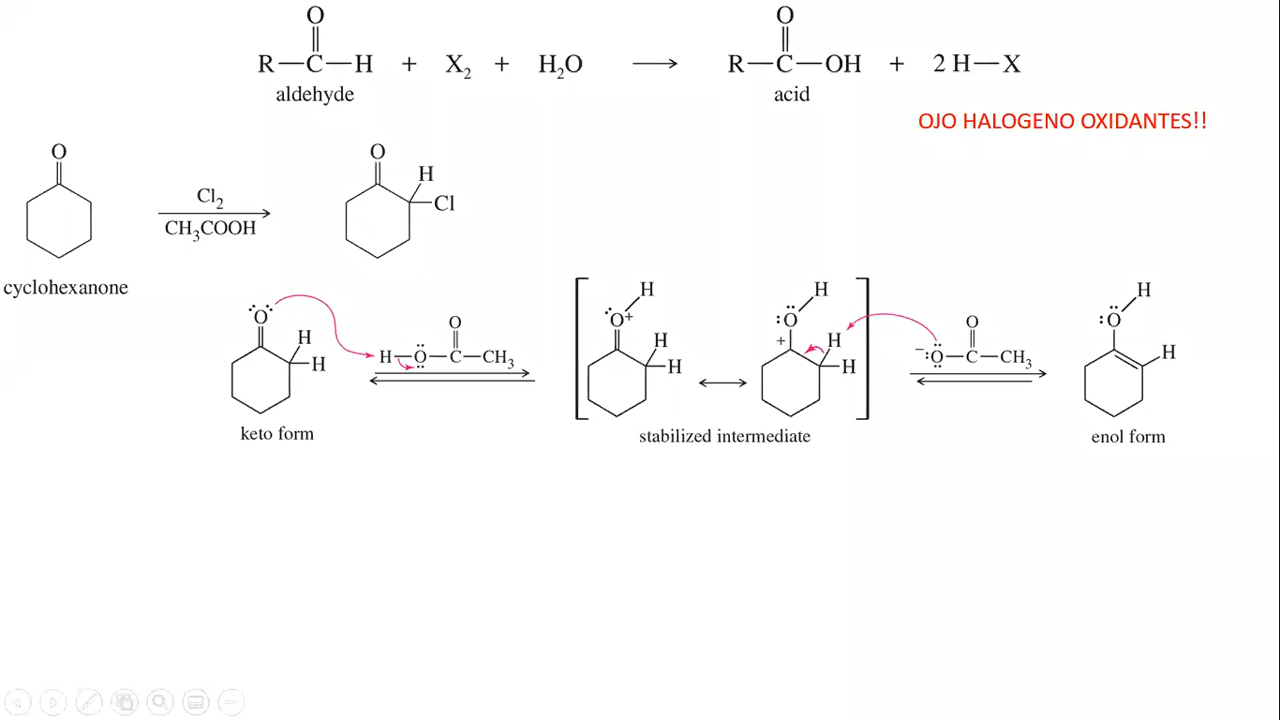 R—C(=O)—H + X₂ + H₂O ⟶ R—C(=O)—OH + 2 H—X
aldehyde acid
OJO HALOGENO OXIDANTES!!
O O H
Cl₂ Cl
CH₃COOH
cyclohexanone
O H H H—O—C(=O)—CH₃ O⁺ H H H O H + H H ⁻O—C(=O)—CH₃ O H H
keto form stabilized intermediate enol form